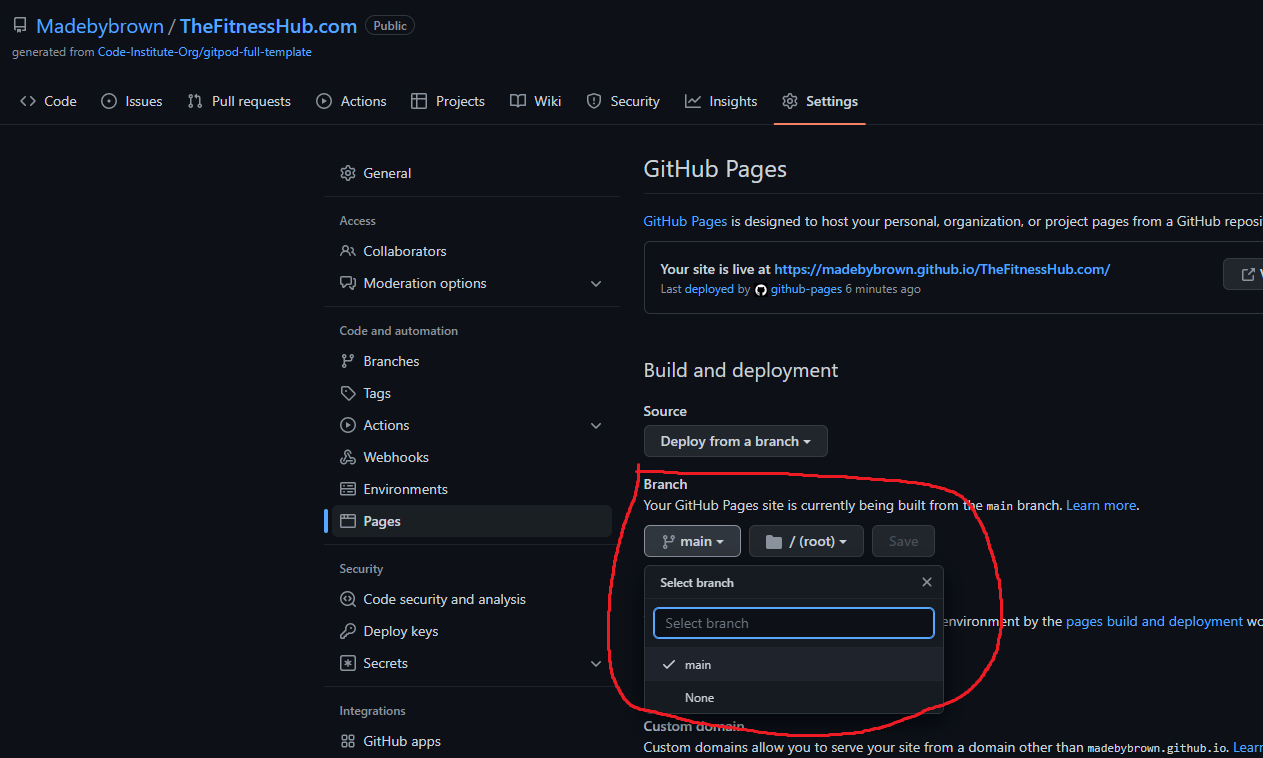 Madebybrown / TheFitnessHub.com Public
generated from Code-Institute-Org/gitpod-full-template
Code Issues Pull requests Actions Projects Wiki Security Insights Settings
General
Access
Collaborators
Moderation options
Code and automation
Branches
Tags
Actions
Webhooks
Environments
Pages
Security
Code security and analysis
Deploy keys
Secrets
Integrations
GitHub apps
GitHub Pages
GitHub Pages is designed to host your personal, organization, or project pages from a GitHub reposi
Your site is live at https://madebybrown.github.io/TheFitnessHub.com/
Last deployed by github-pages 6 minutes ago
Build and deployment
Source
Deploy from a branch
Branch
Your GitHub Pages site is currently being built from the main branch. Learn more.
main / (root) Save
Select branch
Select branch
environment by the pages build and deployment wo
main
None
Custom domain
Custom domains allow you to serve your site from a domain other than madebybrown.github.io. Learn